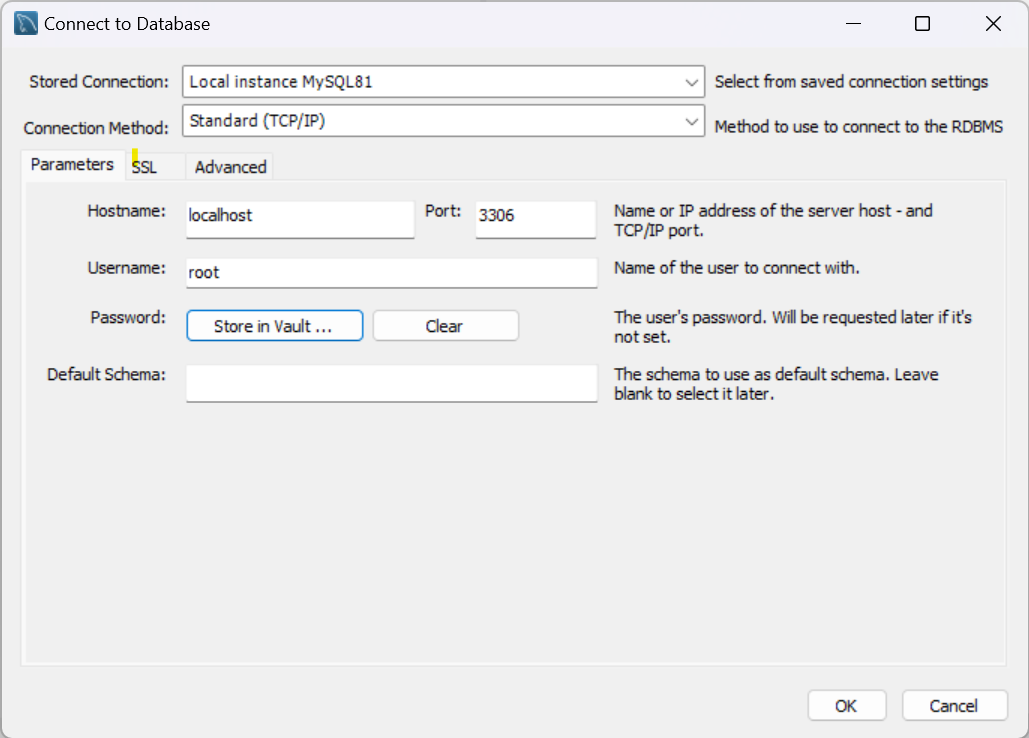 Connect to Database
Stored Connection: Local instance MySQL81 Select from saved connection settings
Connection Method: Standard (TCP/IP) Method to use to connect to the RDBMS
Parameters SSL Advanced
Hostname: localhost Port: 3306 Name or IP address of the server host - and
TCP/IP port.
Username: root Name of the user to connect with.
Password: Store in Vault ... Clear The user's password. Will be requested later if it's
not set.
Default Schema: The schema to use as default schema. Leave
blank to select it later.
OK Cancel